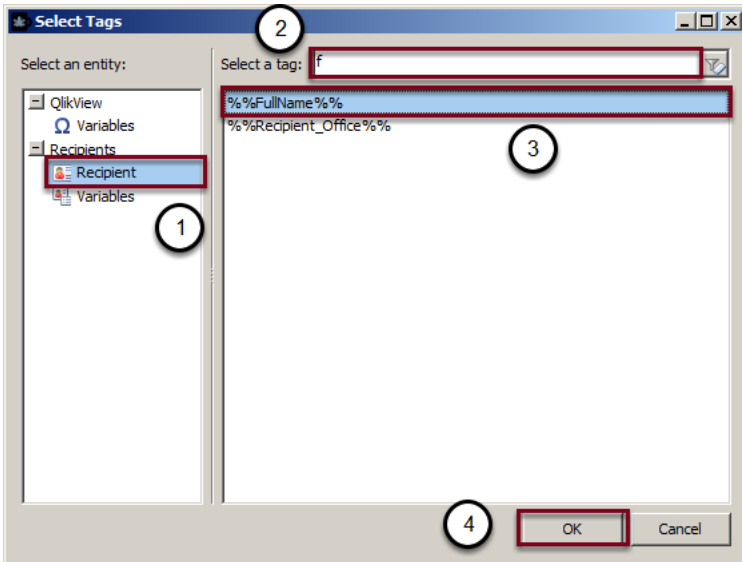 Select Tags
2
Select an entity:
Select a tag: f
QlikView
Ω Variables
Recipients
Recipient
Variables
1
%%FullName%%
%%Recipient_Office%%
3
4
OK
Cancel